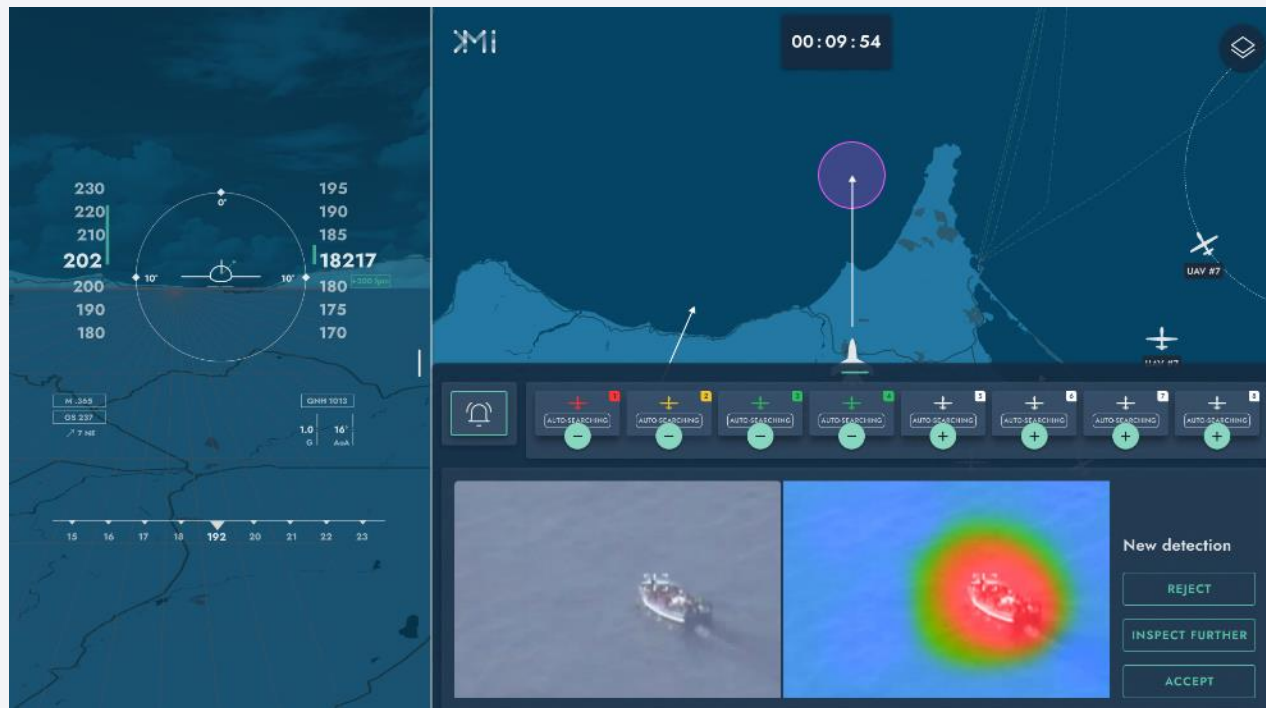 KMi
00:09:54
230
220
210
202
200
190
180
0°
10°
10°
195
190
185
18217
180
175
170
M .365
GS 237
↗ 7 NE
QNH 1013
1.0
G
16°
AoA
15 16 17 18 192 20 21 22 23
UAV #7
UAV #7
1 2 3 4 5 6 7 8
AUTO-SEARCHING AUTO-SEARCHING AUTO-SEARCHING AUTO-SEARCHING AUTO-SEARCHING AUTO-SEARCHING AUTO-SEARCHING AUTO-SEARCHING
− − − − + + + +
New detection
REJECT
INSPECT FURTHER
ACCEPT